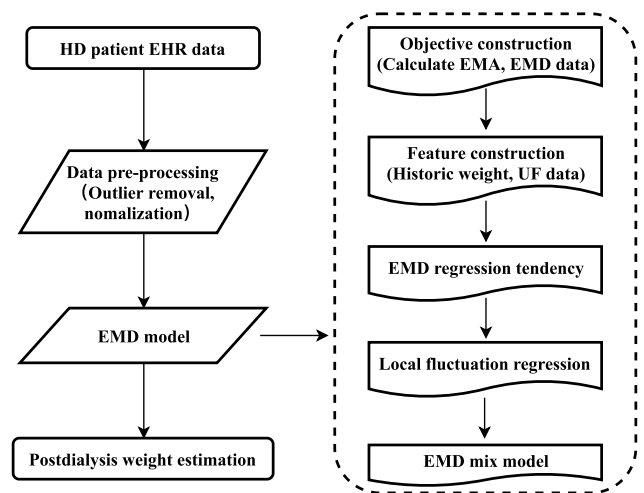 HD patient EHR data
Data pre-processing
（Outlier removal,
nomalization）
EMD model
Postdialysis weight estimation
Objective construction
(Calculate EMA, EMD data)
Feature construction
(Historic weight, UF data)
EMD regression tendency
Local fluctuation regression
EMD mix model